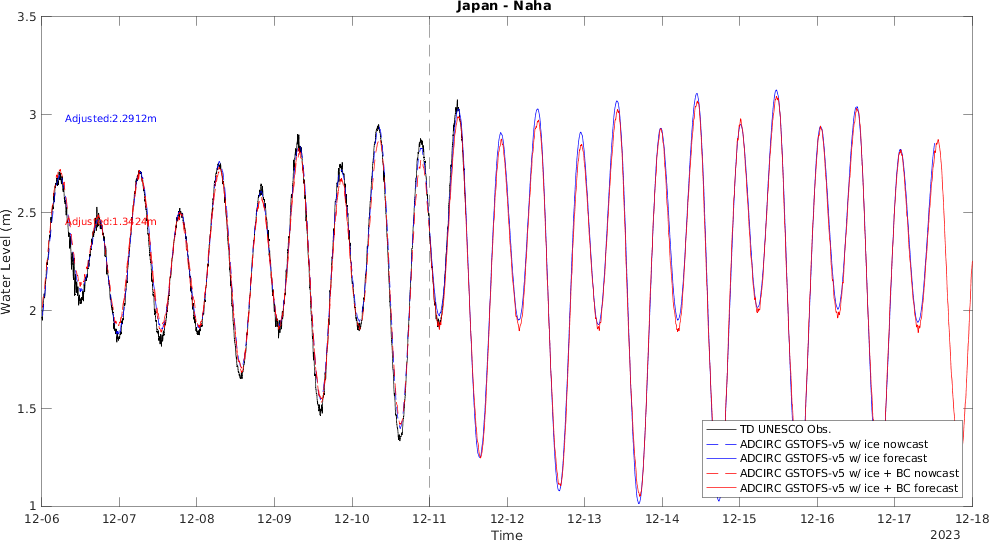 Japan - Naha
3.5
3
2.5
2
1.5
1
Water Level (m)
Adjusted:2.2912m
Adjusted:1.3424m
TD UNESCO Obs.
ADCIRC GSTOFS-v5 w/ ice nowcast
ADCIRC GSTOFS-v5 w/ ice forecast
ADCIRC GSTOFS-v5 w/ ice + BC nowcast
ADCIRC GSTOFS-v5 w/ ice + BC forecast
12-06 12-07 12-08 12-09 12-10 12-11 12-12 12-13 12-14 12-15 12-16 12-17 12-18
Time
2023